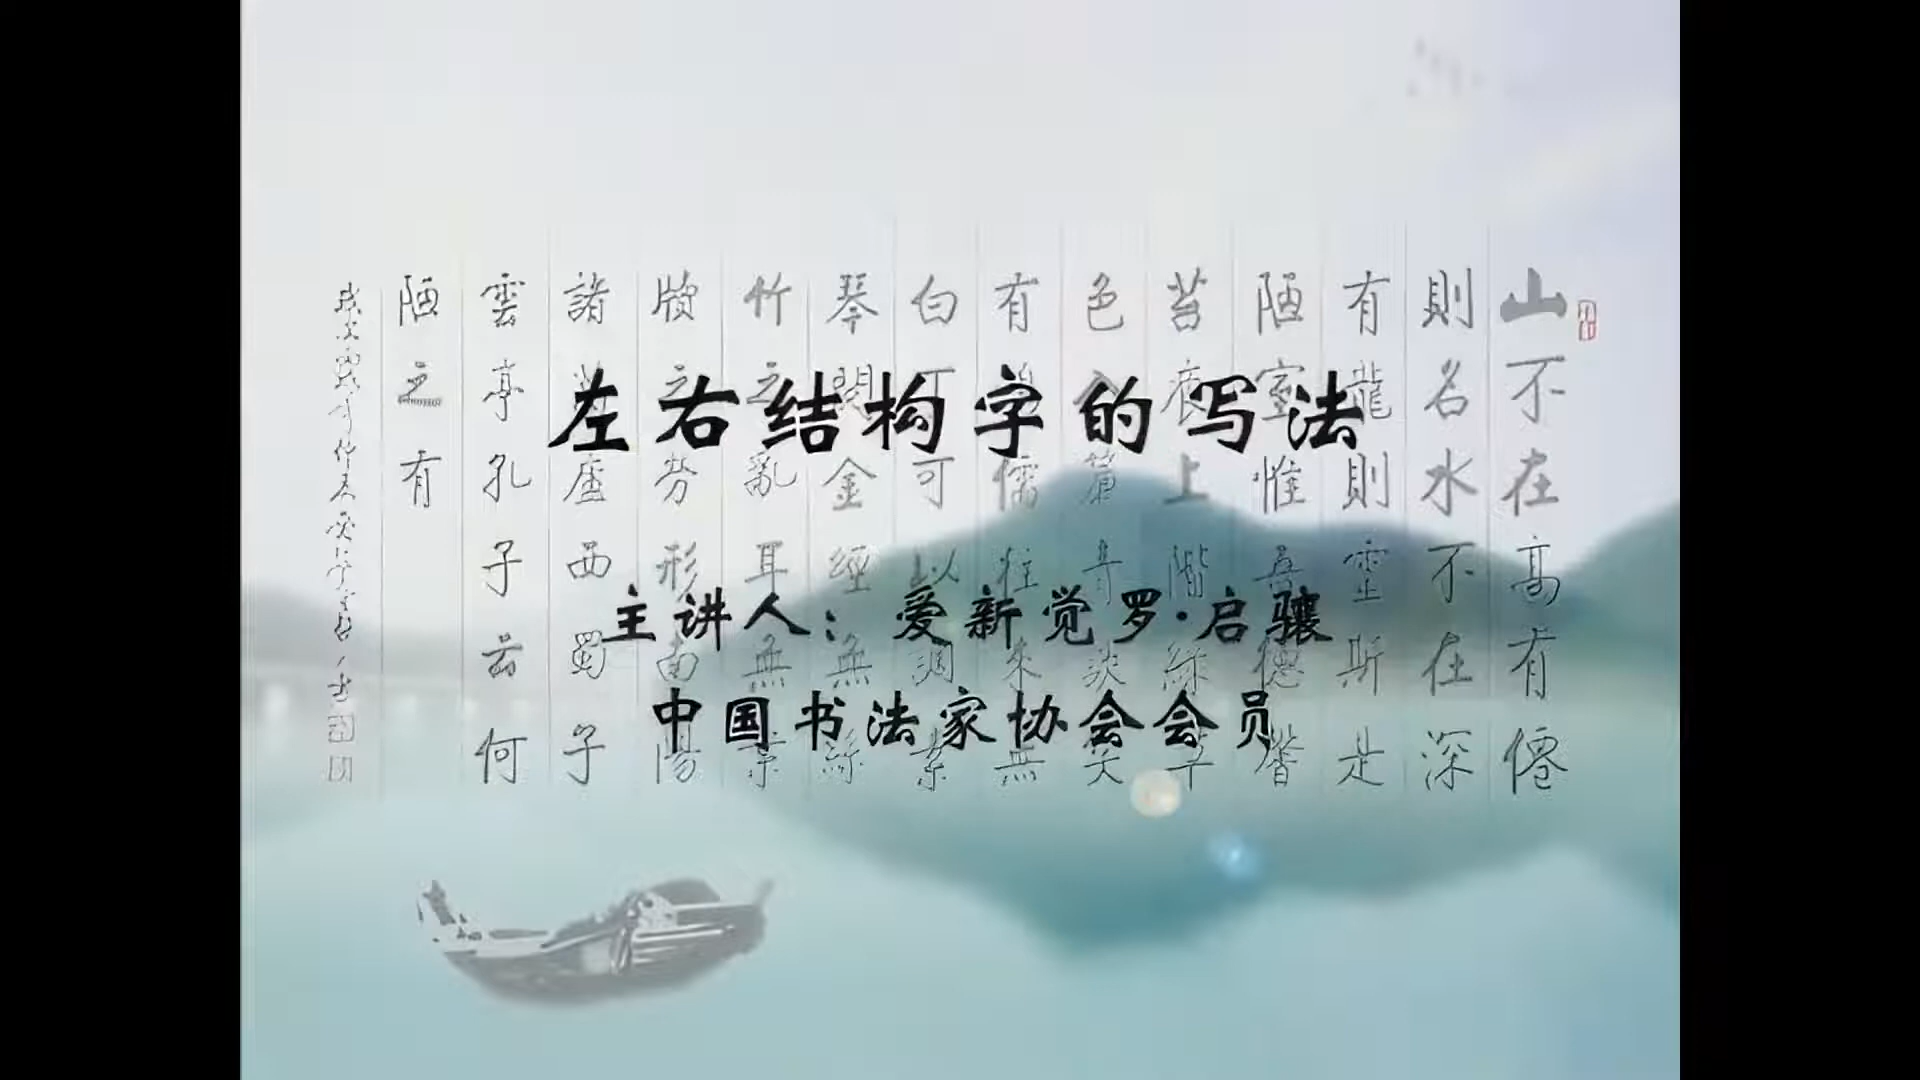 左右结构字的写法
主讲人：爱新觉罗·启骧
中国书法家协会会员
山不在高有僊
則名水不在深
有龍則靈斯是
陋室惟吾德馨
苔痕上階綠草
色入簾青談笑
有鴻儒往來無
白丁可以調素
琴閱金經無絲
竹之亂耳無案
牘之勞形南陽
諸葛廬西蜀子
雲亭孔子云何
陋之有